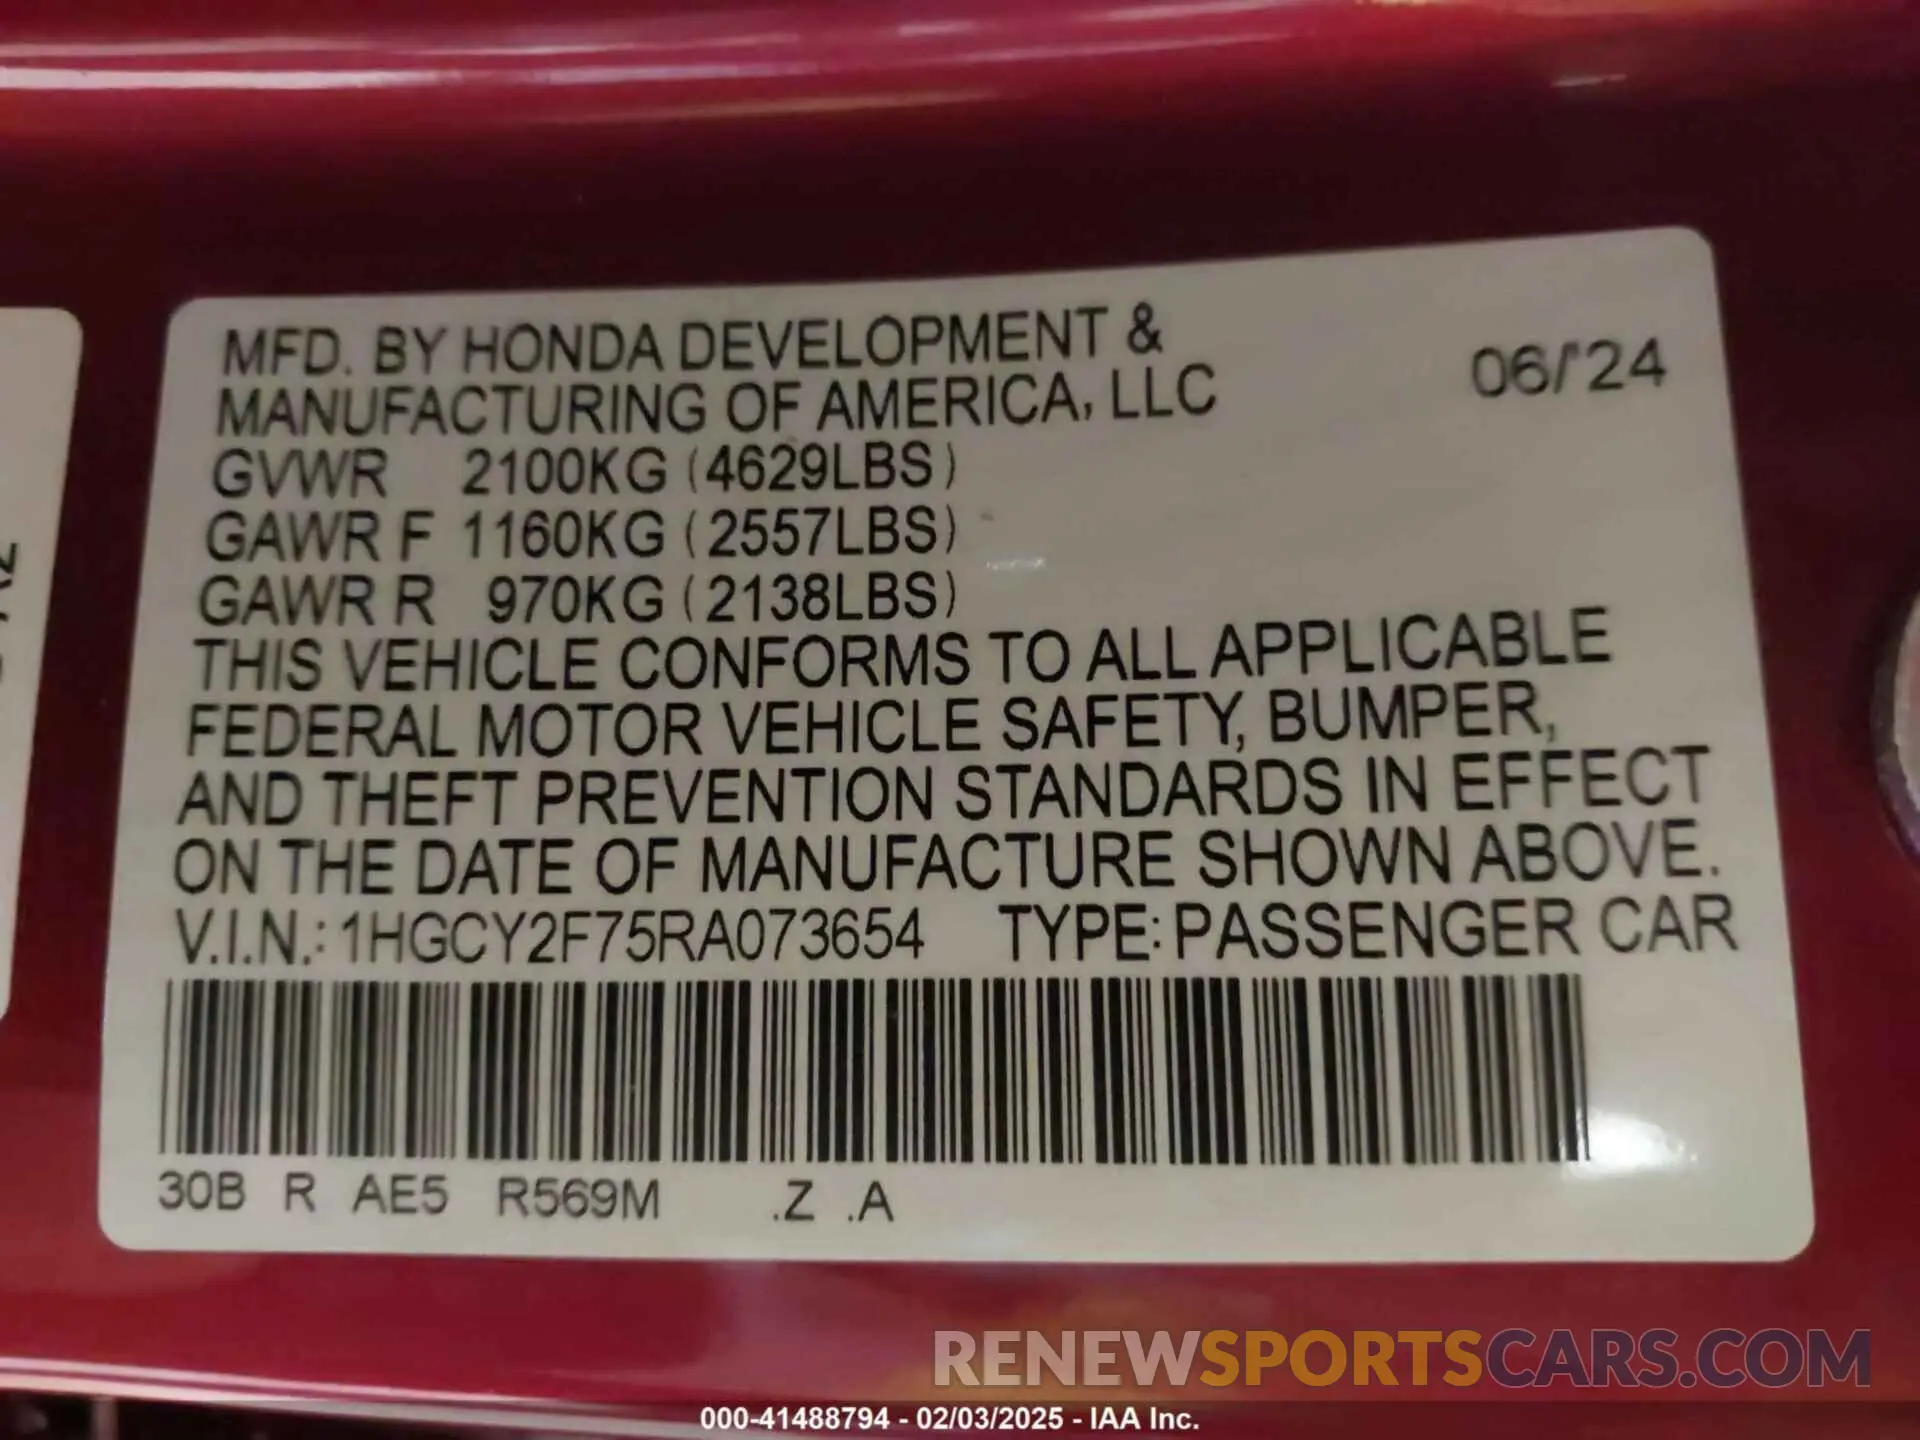 MFD. BY HONDA DEVELOPMENT &
MANUFACTURING OF AMERICA, LLC
06/'24
GVWR 2100KG (4629LBS)
GAWR F 1160KG (2557LBS)
GAWR R 970KG (2138LBS)
THIS VEHICLE CONFORMS TO ALL APPLICABLE
FEDERAL MOTOR VEHICLE SAFETY, BUMPER,
AND THEFT PREVENTION STANDARDS IN EFFECT
ON THE DATE OF MANUFACTURE SHOWN ABOVE.
V.I.N.: 1HGCY2F75RA073654 TYPE: PASSENGER CAR
30B R AE5 R569M .Z .A
RENEWSPORTSCARS.COM
000-41488794 - 02/03/2025 - IAA Inc.